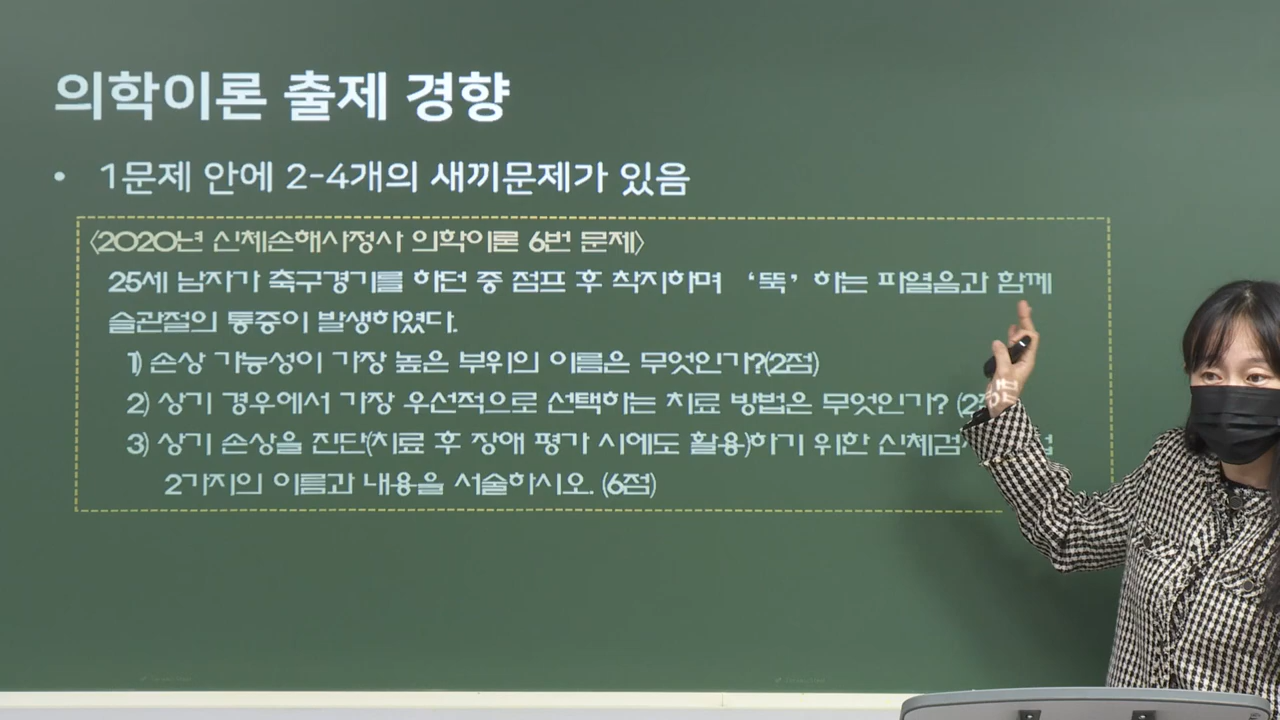 의학이론 출제 경향
• 1문제 안에 2-4개의 새끼문제가 있음
<2020년 신체손해사정사 의학이론 6번 문제>
25세 남자가 축구경기를 하던 중 점프 후 착지하며 ‘뚝’ 하는 파열음과 함께
슬관절의 통증이 발생하였다.
1) 손상 가능성이 가장 높은 부위의 이름은 무엇인가?(2점)
2) 상기 경우에서 가장 우선적으로 선택하는 치료 방법은 무엇인가? (2점)
3) 상기 손상을 진단(치료 후 장애 평가 시에도 활용)하기 위한 신체검
2가지의 이름과 내용을 서술하시오. (6점)